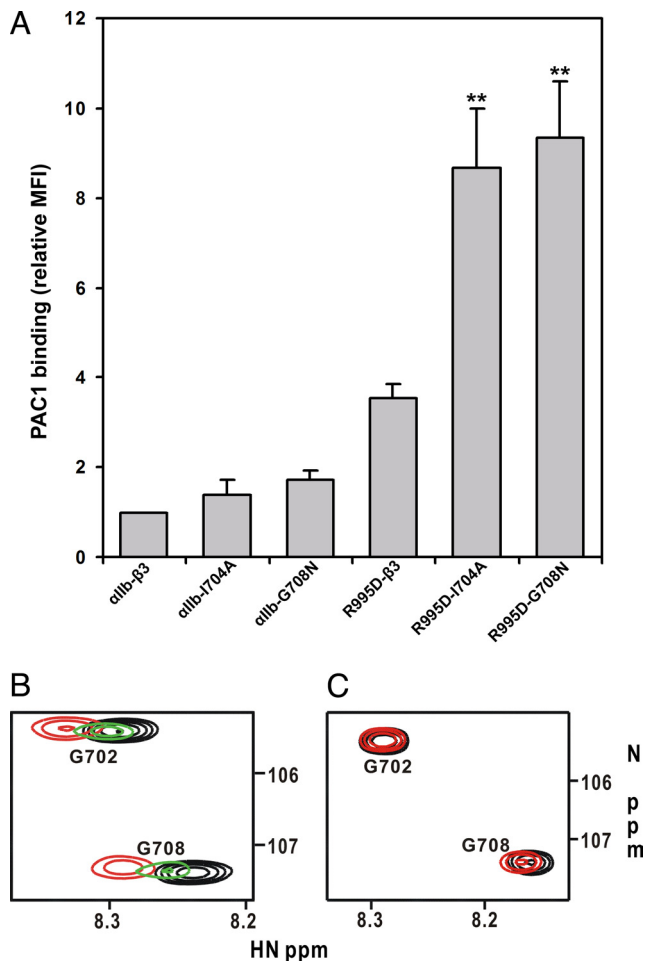 A
PAC1 binding (relative MFI)
12
10
8
6
4
2
0
**
**
αIIb-β3
αIIb-I704A
αIIb-G708N
R995D-β3
R995D-I704A
R995D-G708N
B
G702
G708
106
107
8.3
8.2
C
G702
G708
106
107
8.3
8.2
N ppm
HN ppm